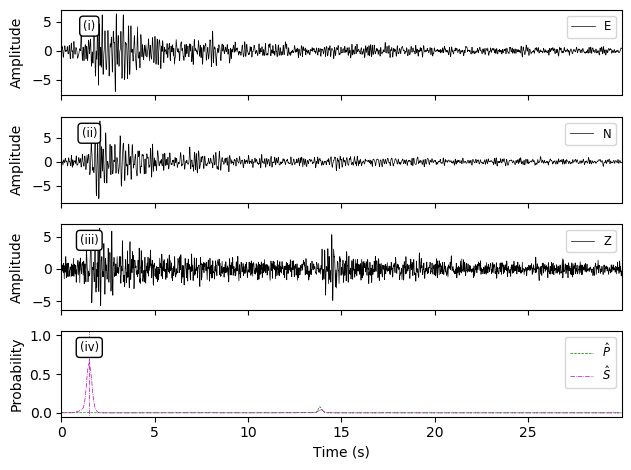 (i)
E
Amplitude
5
0
−5
(ii)
N
Amplitude
5
0
−5
(iii)
Z
Amplitude
5
0
−5
(iv)
P̂
Ŝ
Probability
1.0
0.5
0.0
0 5 10 15 20 25
Time (s)